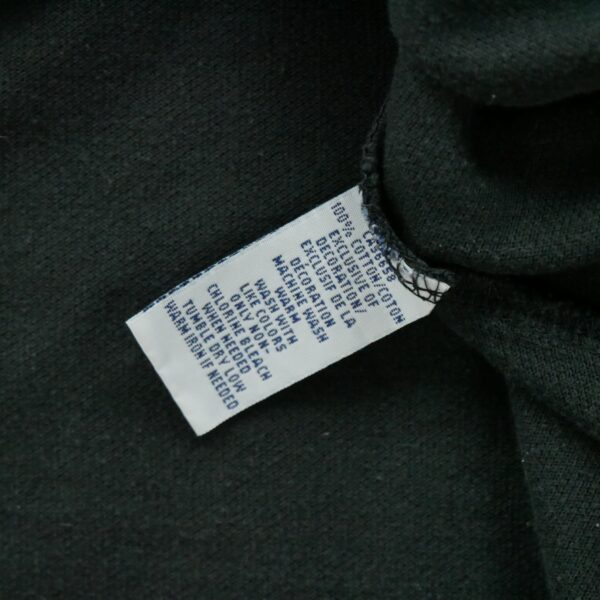 CA56658
100% COTTON/COTON
EXCLUSIVE OF
DECORATION/
EXCLUSIF DE LA
DECORATION
MACHINE WASH
WARM
WASH WITH
LIKE COLORS
ONLY NON-
CHLORINE BLEACH
WHEN NEEDED
TUMBLE DRY LOW
WARM IRON IF NEEDED